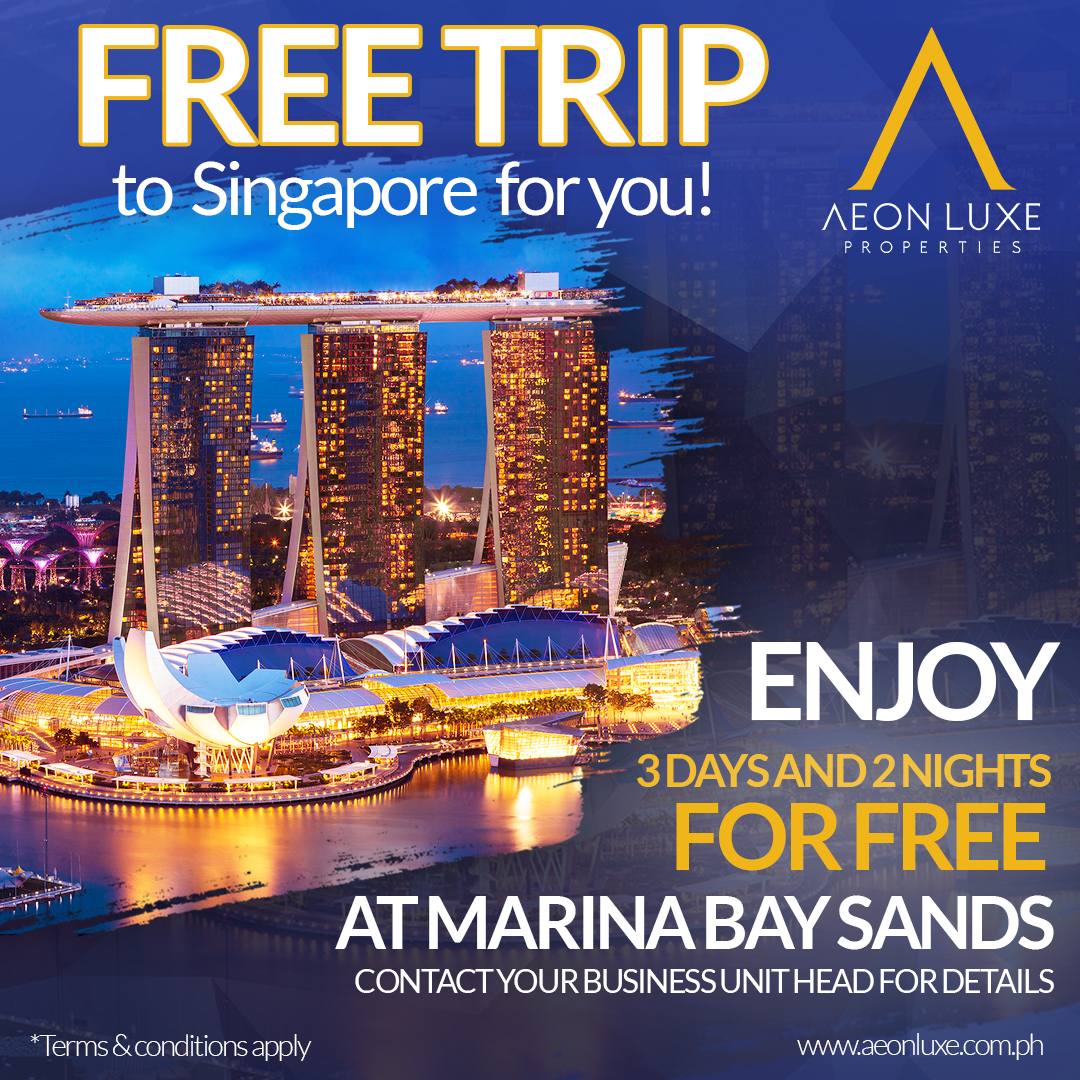 FREE TRIP
to Singapore for you!
AEON LUXE
PROPERTIES
ENJOY
3 DAYS AND 2 NIGHTS
FOR FREE
AT MARINA BAY SANDS
CONTACT YOUR BUSINESS UNIT HEAD FOR DETAILS
*Terms & conditions apply
www.aeonluxe.com.ph